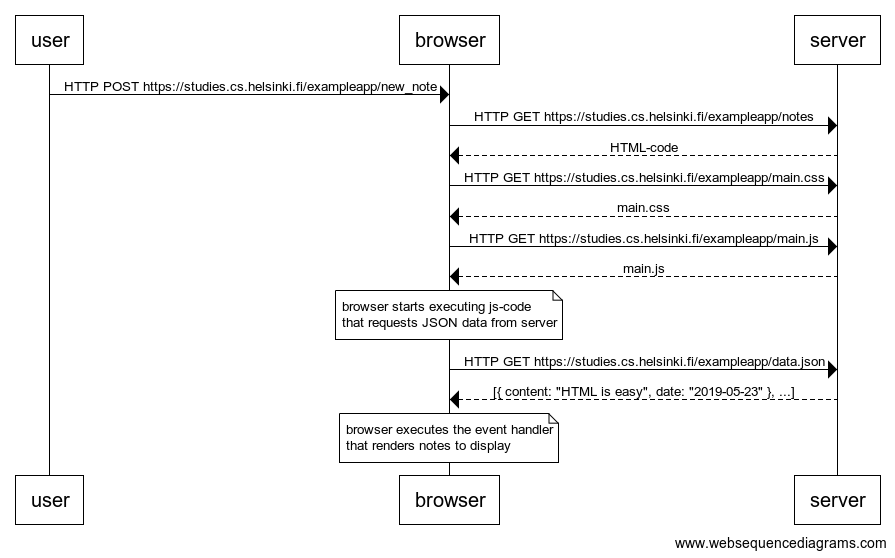 user
browser
server
HTTP POST https://studies.cs.helsinki.fi/exampleapp/new_note
HTTP GET https://studies.cs.helsinki.fi/exampleapp/notes
HTML-code
HTTP GET https://studies.cs.helsinki.fi/exampleapp/main.css
main.css
HTTP GET https://studies.cs.helsinki.fi/exampleapp/main.js
main.js
browser starts executing js-code
that requests JSON data from server
HTTP GET https://studies.cs.helsinki.fi/exampleapp/data.json
[{ content: "HTML is easy", date: "2019-05-23" }, ...]
browser executes the event handler
that renders notes to display
user
browser
server
www.websequencediagrams.com